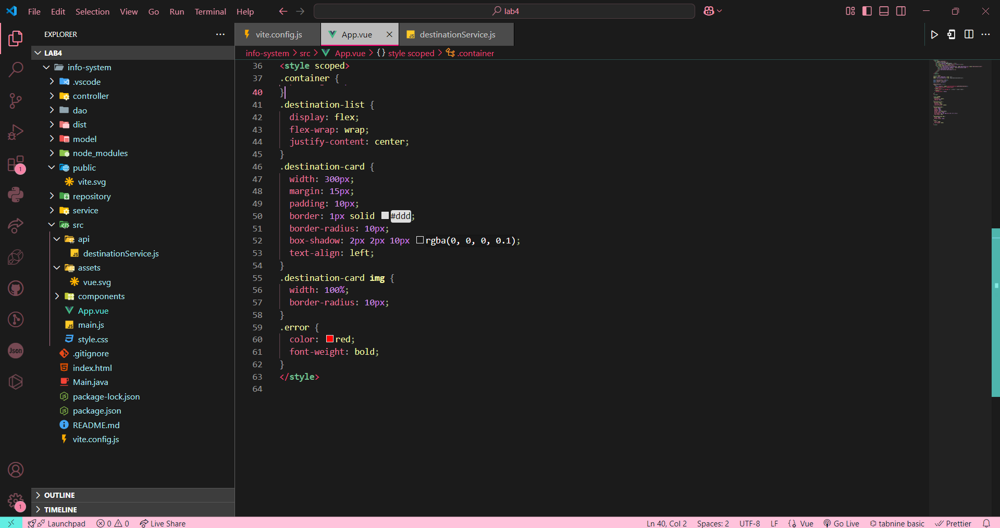 File Edit Selection View Go Run Terminal Help
lab4
EXPLORER
LAB4
info-system
.vscode
controller
dao
dist
model
node_modules
public
vite.svg
repository
service
src
api
destinationService.js
assets
vue.svg
components
App.vue
main.js
style.css
.gitignore
index.html
Main.java
package-lock.json
package.json
README.md
vite.config.js
OUTLINE
TIMELINE
1
Json
1
vite.config.js App.vue destinationService.js
info-system > src > App.vue > {} style scoped > .container
36 <style scoped>
37 .container {
40 }
41 .destination-list {
42 display: flex;
43 flex-wrap: wrap;
44 justify-content: center;
45 }
46 .destination-card {
47 width: 300px;
48 margin: 15px;
49 padding: 10px;
50 border: 1px solid #ddd;
51 border-radius: 10px;
52 box-shadow: 2px 2px 10px rgba(0, 0, 0, 0.1);
53 text-align: left;
54 }
55 .destination-card img {
56 width: 100%;
57 border-radius: 10px;
58 }
59 .error {
60 color: red;
61 font-weight: bold;
62 }
63 </style>
64
Launchpad 0 0 Live Share Ln 40, Col 2 Spaces: 2 UTF-8 LF Vue Go Live tabnine basic Prettier